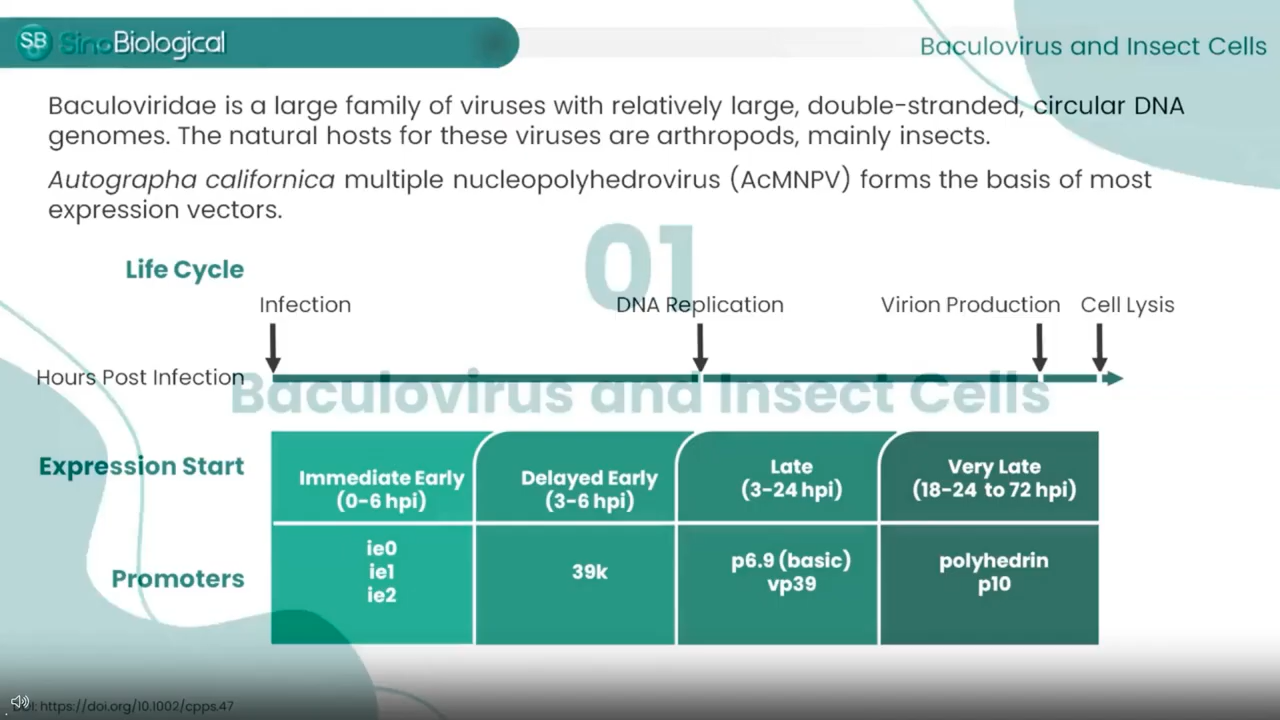 SB SinoBiological
Baculovirus and Insect Cells
Baculoviridae is a large family of viruses with relatively large, double-stranded, circular DNA
genomes. The natural hosts for these viruses are arthropods, mainly insects.
Autographa californica multiple nucleopolyhedrovirus (AcMNPV) forms the basis of most
expression vectors.
01
Life Cycle
Infection
DNA Replication
Virion Production
Cell Lysis
Hours Post Infection
Baculovirus and Insect Cells
Expression Start
Immediate Early
(0-6 hpi)
Delayed Early
(3-6 hpi)
Late
(3-24 hpi)
Very Late
(18-24 to 72 hpi)
Promoters
ie0
ie1
ie2
39k
p6.9 (basic)
vp39
polyhedrin
p10
DOI: https://doi.org/10.1002/cpps.47